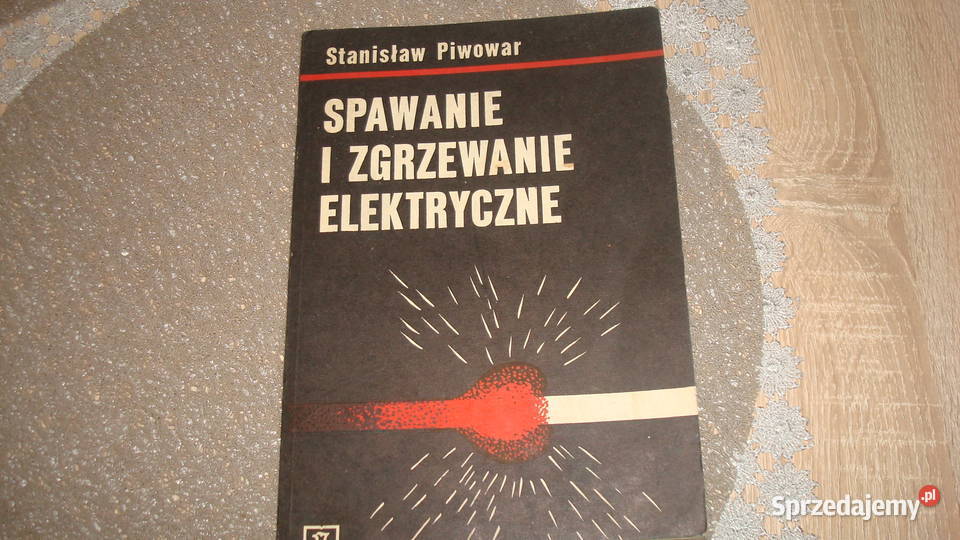 Stanisław Piwowar
SPAWANIE
I ZGRZEWANIE
ELEKTRYCZNE
Sprzedajemy.pl